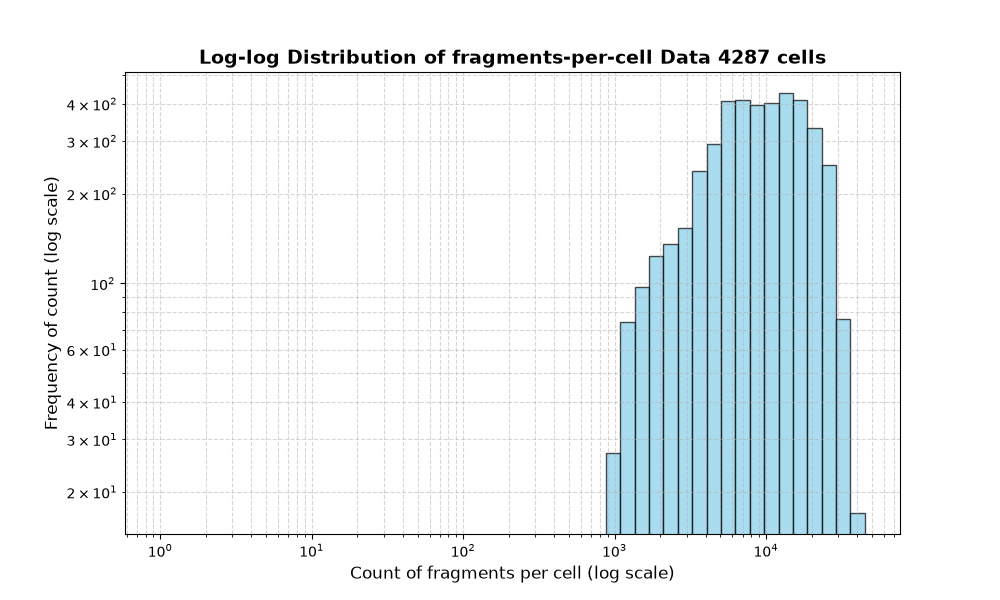 Log-log Distribution of fragments-per-cell Data 4287 cells
Frequency of count (log scale)
4 × 10²
3 × 10²
2 × 10²
10²
6 × 10¹
4 × 10¹
3 × 10¹
2 × 10¹
10⁰ 10¹ 10² 10³ 10⁴
Count of fragments per cell (log scale)